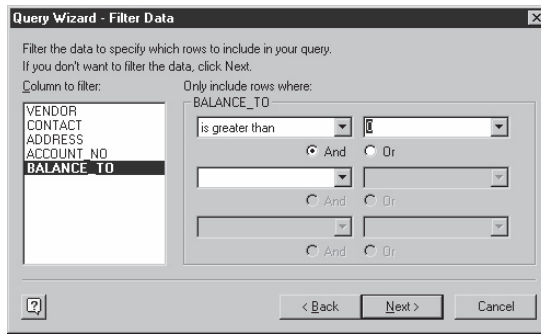 Query Wizard - Filter Data
Filter the data to specify which rows to include in your query.
If you don't want to filter the data, click Next.
Column to filter:
Only include rows where:
VENDOR
CONTACT
ADDRESS
ACCOUNT_NO
BALANCE_TO
BALANCE_TO
is greater than
And Or
And Or
And Or
?
< Back Next > Cancel